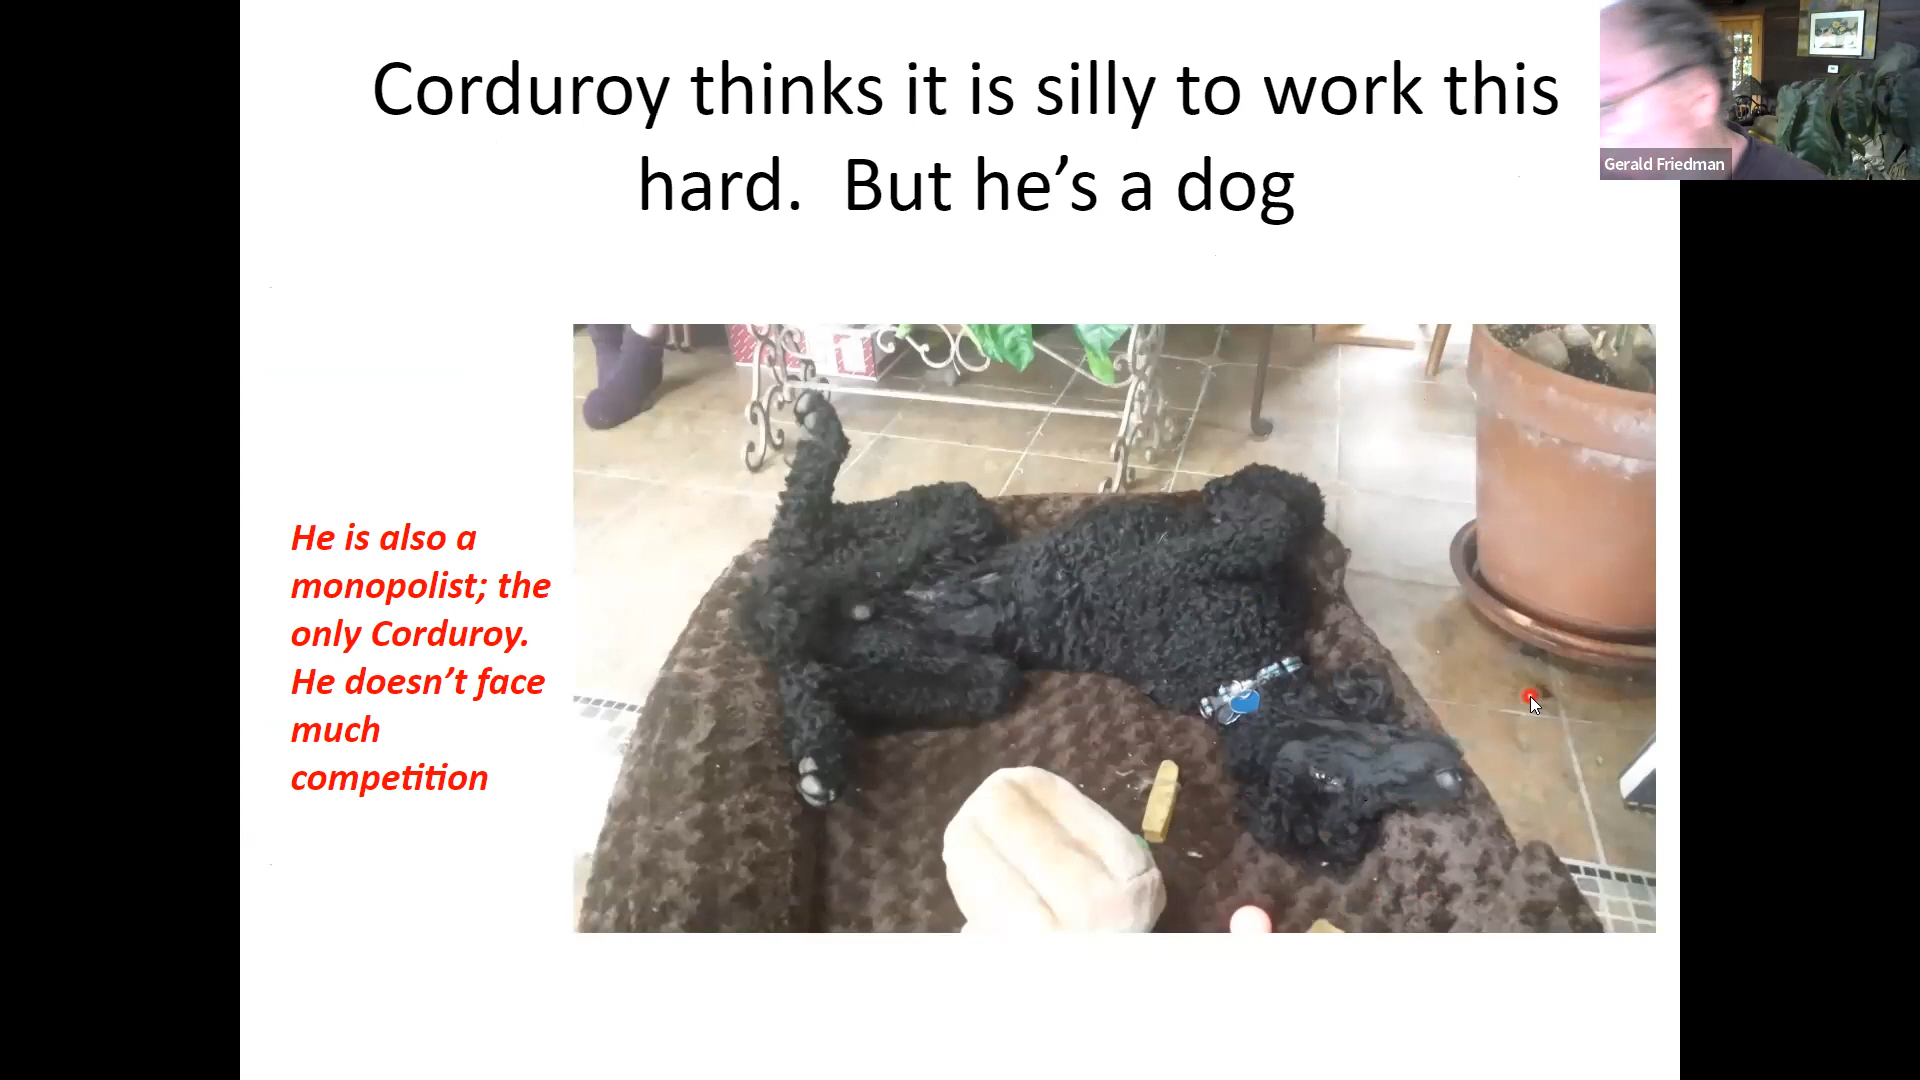 Corduroy thinks it is silly to work this
hard.  But he's a dog
Gerald Friedman
He is also a
monopolist; the
only Corduroy.
He doesn't face
much
competition